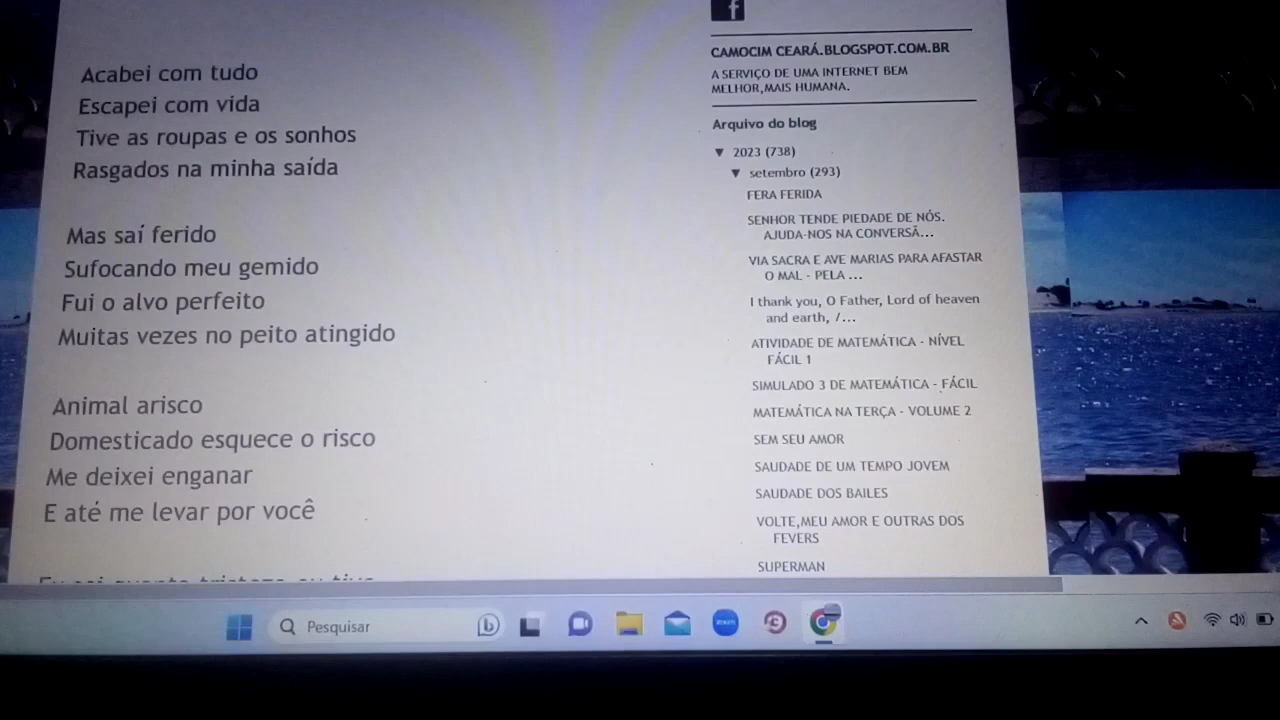 Acabei com tudo
Escapei com vida
Tive as roupas e os sonhos
Rasgados na minha saída
Mas saí ferido
Sufocando meu gemido
Fui o alvo perfeito
Muitas vezes no peito atingido
Animal arisco
Domesticado esquece o risco
Me deixei enganar
E até me levar por você
f
CAMOCIM CEARÁ.BLOGSPOT.COM.BR
A SERVIÇO DE UMA INTERNET BEM
MELHOR,MAIS HUMANA.
Arquivo do blog
▼ 2023 (738)
▼ setembro (293)
FERA FERIDA
SENHOR TENDE PIEDADE DE NÓS.
AJUDA-NOS NA CONVERSÃ...
VIA SACRA E AVE MARIAS PARA AFASTAR
O MAL - PELA ...
I thank you, O Father, Lord of heaven
and earth, /...
ATIVIDADE DE MATEMÁTICA - NÍVEL
FÁCIL 1
SIMULADO 3 DE MATEMÁTICA - FÁCIL
MATEMÁTICA NA TERÇA - VOLUME 2
SEM SEU AMOR
SAUDADE DE UM TEMPO JOVEM
SAUDADE DOS BAILES
VOLTE,MEU AMOR E OUTRAS DOS
FEVERS
SUPERMAN
Pesquisar
zoom